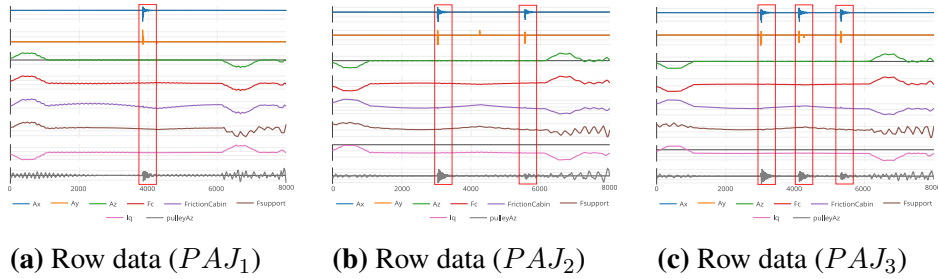 0 2000 4000 6000 8000
Ax Ay Az Fc FrictionCabin Fsupport
Iq pulleyAz
(a) Row data (PAJ₁)
0 2000 4000 6000 8000
Ax Ay Az Fc FrictionCabin Fsupport
Iq pulleyAz
(b) Row data (PAJ₂)
0 2000 4000 6000 8000
Ax Ay Az Fc FrictionCabin Fsupport
Iq pulleyAz
(c) Row data (PAJ₃)